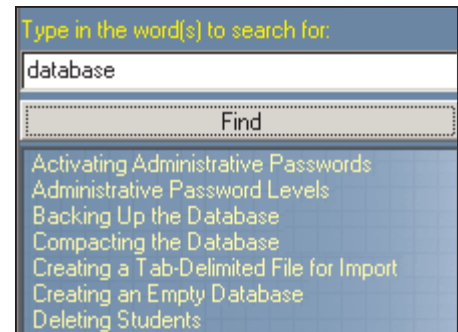 Type in the word(s) to search for:
database
Find
Activating Administrative Passwords
Administrative Password Levels
Backing Up the Database
Compacting the Database
Creating a Tab-Delimited File for Import
Creating an Empty Database
Deleting Students